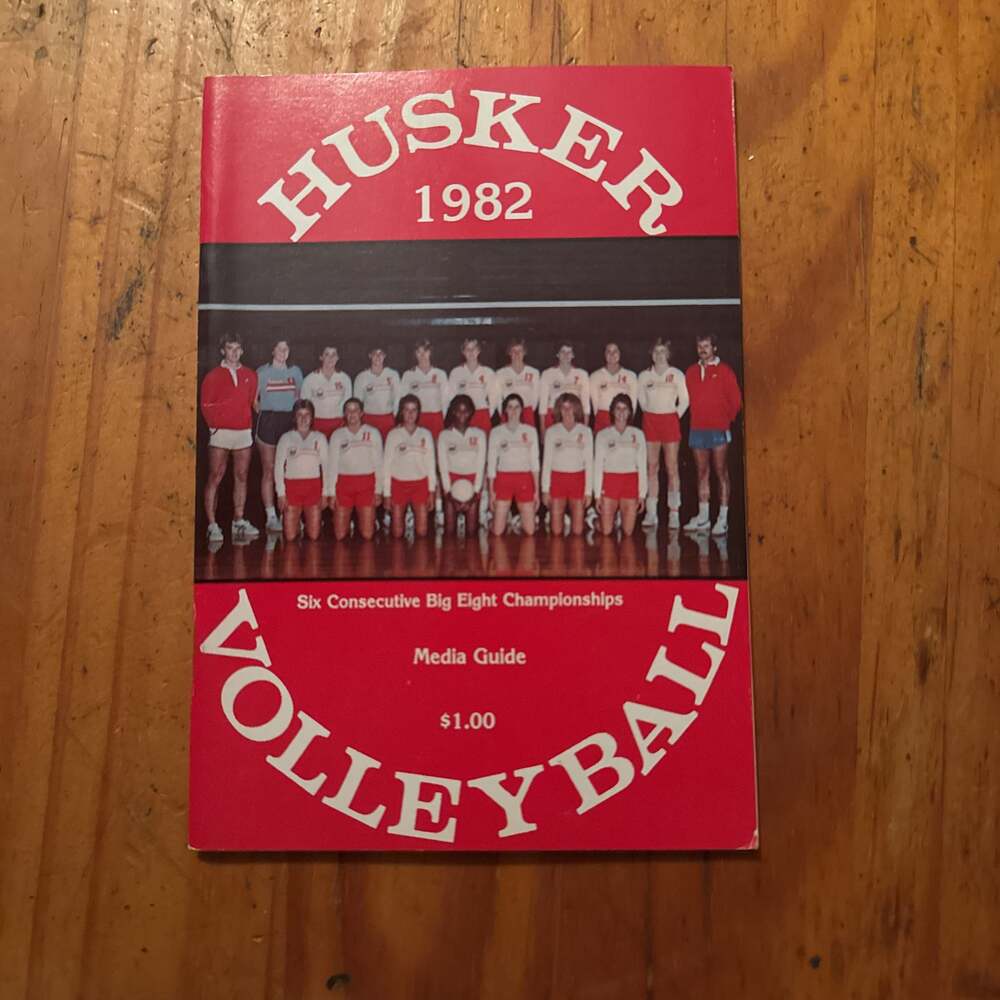 HUSKER
1982
Six Consecutive Big Eight Championships
Media Guide
$1.00
VOLLEYBALL